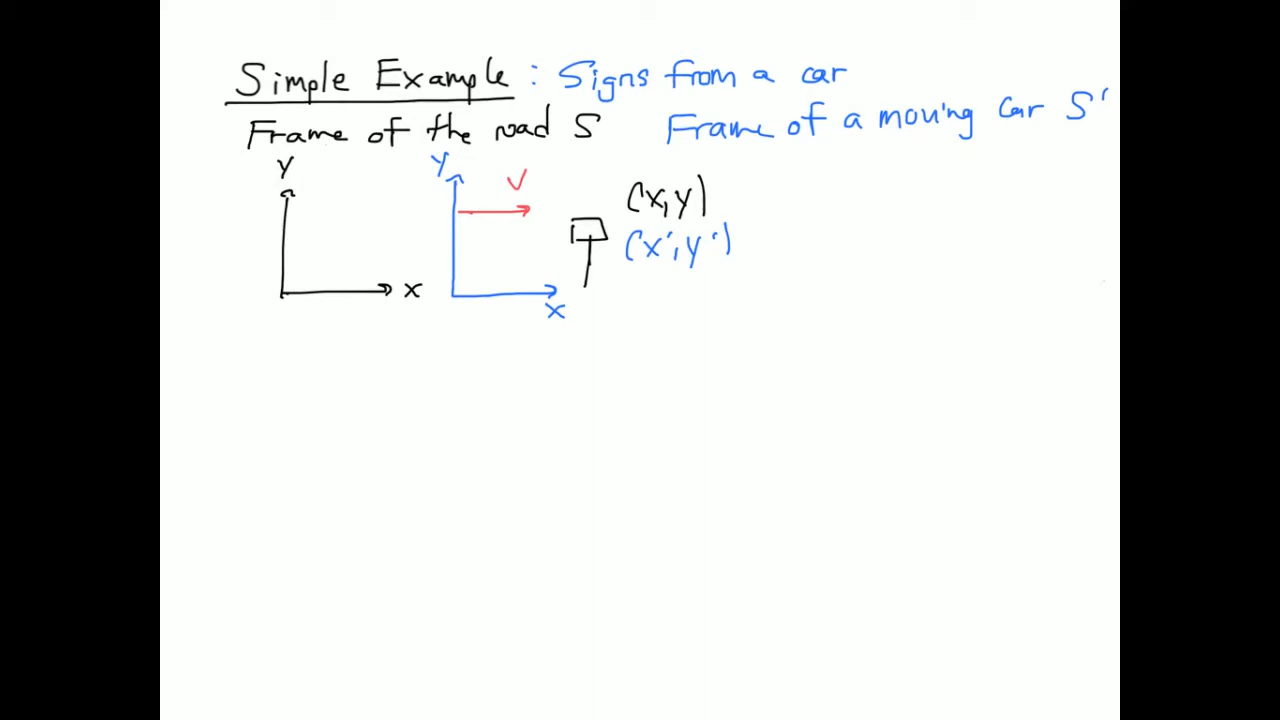 Simple Example : Signs from a car
Frame of the road S Frame of a moving car S'
Y Y V (x,y)
(x',y')
x x